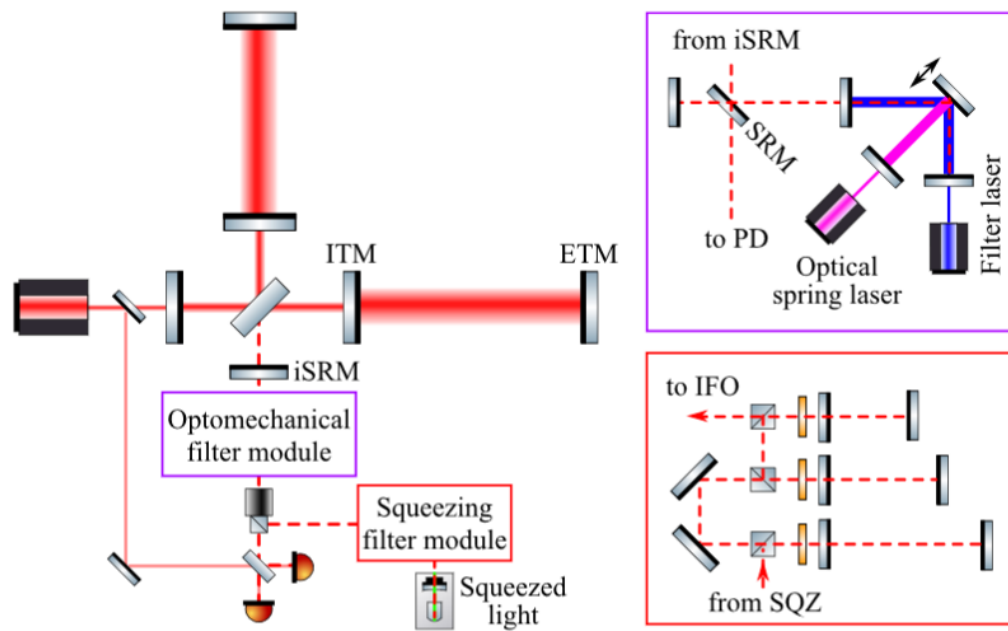 ITM
ETM
iSRM
Optomechanical
filter module
Squeezing
filter module
Squeezed
light
from iSRM
SRM
to PD
Optical
spring laser
Filter laser
to IFO
from SQZ